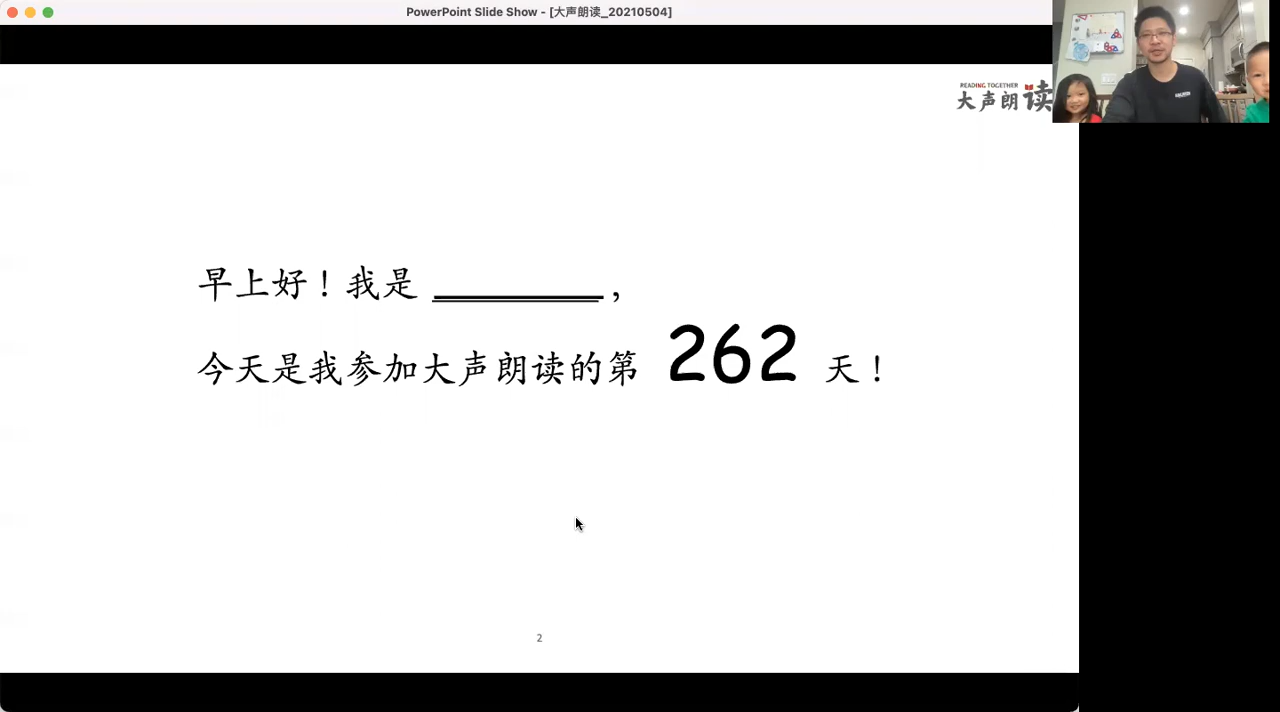 PowerPoint Slide Show - [大声朗读_20210504]
READING TOGETHER
大声朗读
早上好！我是 ________ ，
今天是我参加大声朗读的第 262 天！
2